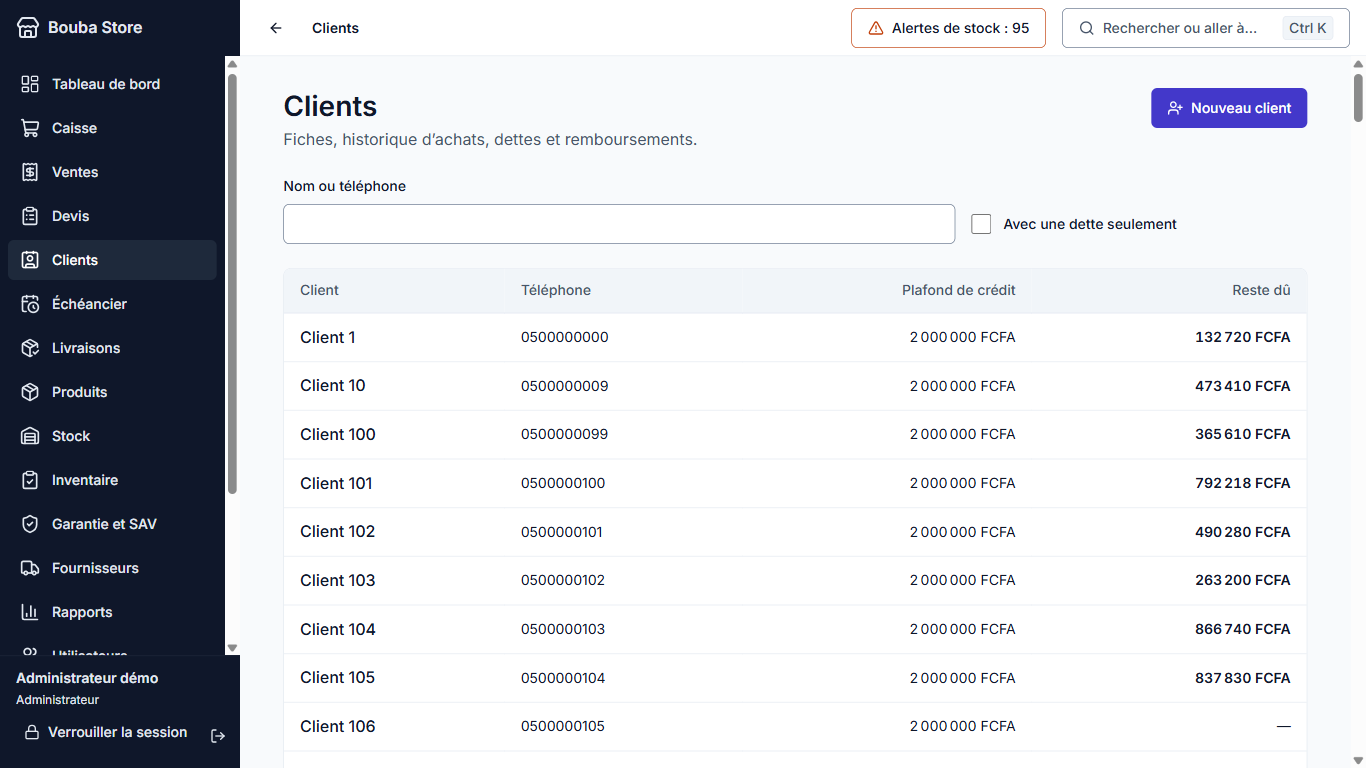 Bouba Store
Clients
Alertes de stock : 95
Rechercher ou aller à...
Ctrl K
Tableau de bord
Caisse
Ventes
Devis
Clients
Échéancier
Livraisons
Produits
Stock
Inventaire
Garantie et SAV
Fournisseurs
Rapports
Utilisateurs
Administrateur démo
Administrateur
Verrouiller la session
Clients
Nouveau client
Fiches, historique d’achats, dettes et remboursements.
Nom ou téléphone
Avec une dette seulement
Client Téléphone Plafond de crédit Reste dû
Client 1 0500000000 2 000 000 FCFA 132 720 FCFA
Client 10 0500000009 2 000 000 FCFA 473 410 FCFA
Client 100 0500000099 2 000 000 FCFA 365 610 FCFA
Client 101 0500000100 2 000 000 FCFA 792 218 FCFA
Client 102 0500000101 2 000 000 FCFA 490 280 FCFA
Client 103 0500000102 2 000 000 FCFA 263 200 FCFA
Client 104 0500000103 2 000 000 FCFA 866 740 FCFA
Client 105 0500000104 2 000 000 FCFA 837 830 FCFA
Client 106 0500000105 2 000 000 FCFA —